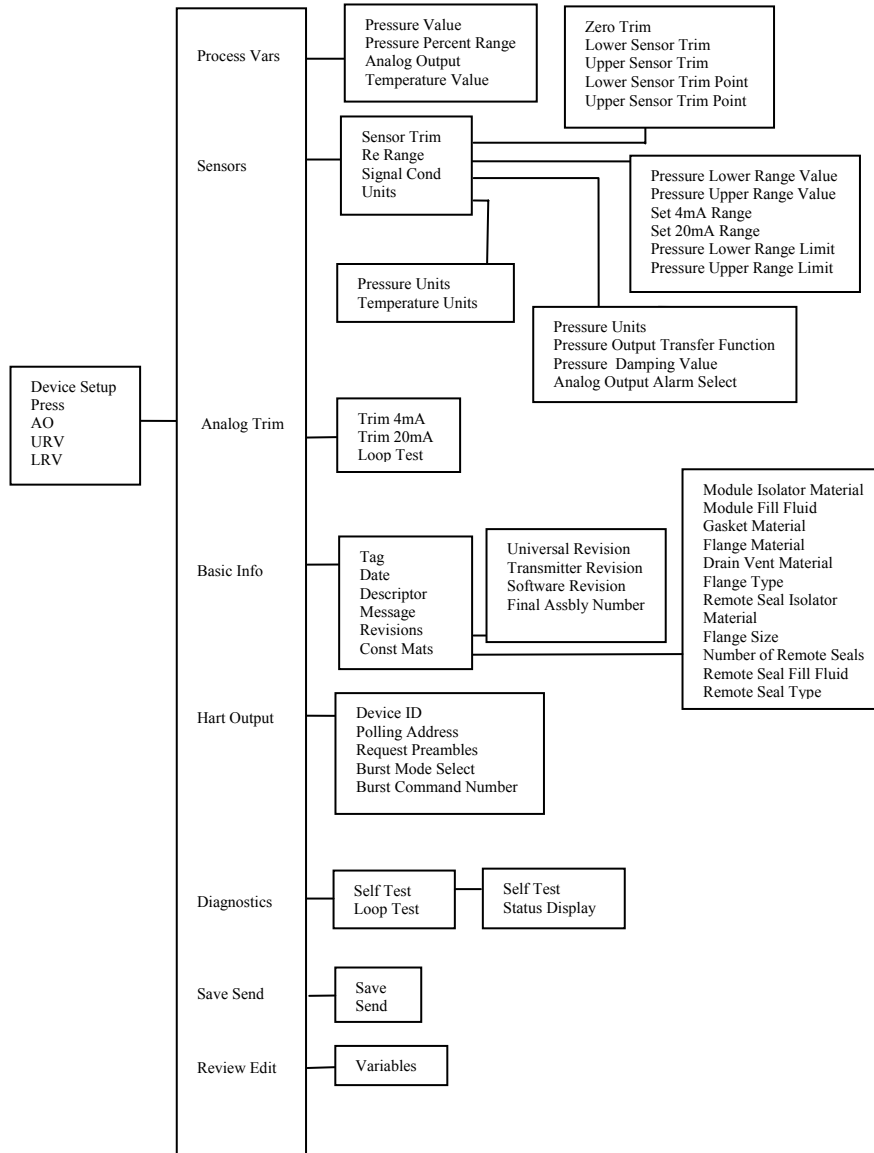 Device Setup
Press
AO
URV
LRV
Process Vars
Pressure Value
Pressure Percent Range
Analog Output
Temperature Value
Sensors
Sensor Trim
Re Range
Signal Cond
Units
Zero Trim
Lower Sensor Trim
Upper Sensor Trim
Lower Sensor Trim Point
Upper Sensor Trim Point
Pressure Lower Range Value
Pressure Upper Range Value
Set 4mA Range
Set 20mA Range
Pressure Lower Range Limit
Pressure Upper Range Limit
Pressure Units
Temperature Units
Pressure Units
Pressure Output Transfer Function
Pressure Damping Value
Analog Output Alarm Select
Analog Trim
Trim 4mA
Trim 20mA
Loop Test
Basic Info
Tag
Date
Descriptor
Message
Revisions
Const Mats
Universal Revision
Transmitter Revision
Software Revision
Final Assbly Number
Module Isolator Material
Module Fill Fluid
Gasket Material
Flange Material
Drain Vent Material
Flange Type
Remote Seal Isolator
Material
Flange Size
Number of Remote Seals
Remote Seal Fill Fluid
Remote Seal Type
Hart Output
Device ID
Polling Address
Request Preambles
Burst Mode Select
Burst Command Number
Diagnostics
Self Test
Loop Test
Self Test
Status Display
Save Send
Save
Send
Review Edit
Variables